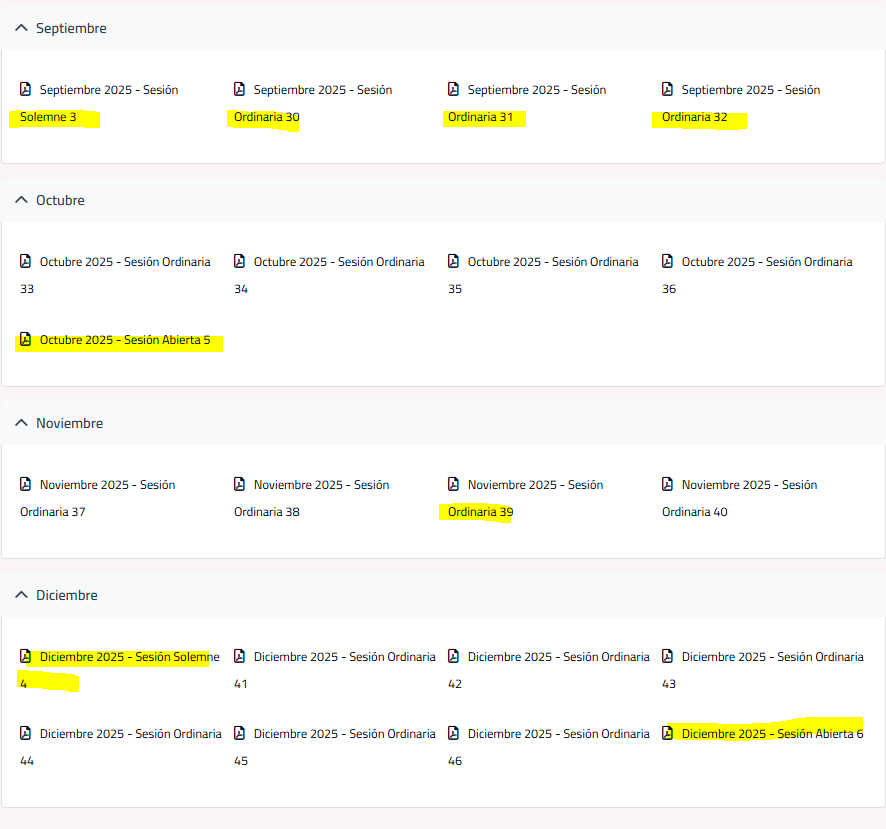 Septiembre
Septiembre 2025 - Sesión
Solemne 3
Septiembre 2025 - Sesión
Ordinaria 30
Septiembre 2025 - Sesión
Ordinaria 31
Septiembre 2025 - Sesión
Ordinaria 32
Octubre
Octubre 2025 - Sesión Ordinaria
33
Octubre 2025 - Sesión Ordinaria
34
Octubre 2025 - Sesión Ordinaria
35
Octubre 2025 - Sesión Ordinaria
36
Octubre 2025 - Sesión Abierta 5
Noviembre
Noviembre 2025 - Sesión
Ordinaria 37
Noviembre 2025 - Sesión
Ordinaria 38
Noviembre 2025 - Sesión
Ordinaria 39
Noviembre 2025 - Sesión
Ordinaria 40
Diciembre
Diciembre 2025 - Sesión Solemne
4
Diciembre 2025 - Sesión Ordinaria
41
Diciembre 2025 - Sesión Ordinaria
42
Diciembre 2025 - Sesión Ordinaria
43
Diciembre 2025 - Sesión Ordinaria
44
Diciembre 2025 - Sesión Ordinaria
45
Diciembre 2025 - Sesión Ordinaria
46
Diciembre 2025 - Sesión Abierta 6